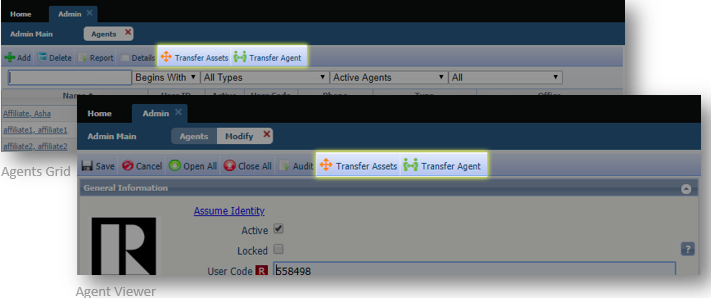 Home Admin
Admin Main Agents
Add Delete Report Details Transfer Assets Transfer Agent
Begins With All Types Active Agents All
Name User ID Active User Code Phone Type Office
Affiliate, Asha
affiliate1, affiliate1
affiliate2, affiliate2
Agents Grid
Home Admin
Admin Main Agents Modify
Save Cancel Open All Close All Audit Transfer Assets Transfer Agent
General Information
Assume Identity
Active
Locked
User Code R 558498
Agent Viewer